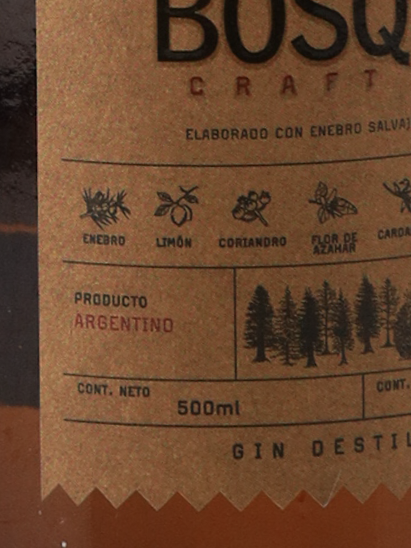 BOSQ
CRAFT
ELABORADO CON ENEBRO SALVA
ENEBRO LIMÓN CORIANDRO FLOR DE AZAHAR CARDA
PRODUCTO
ARGENTINO
CONT. NETO CONT.
500ml
GIN DESTIL